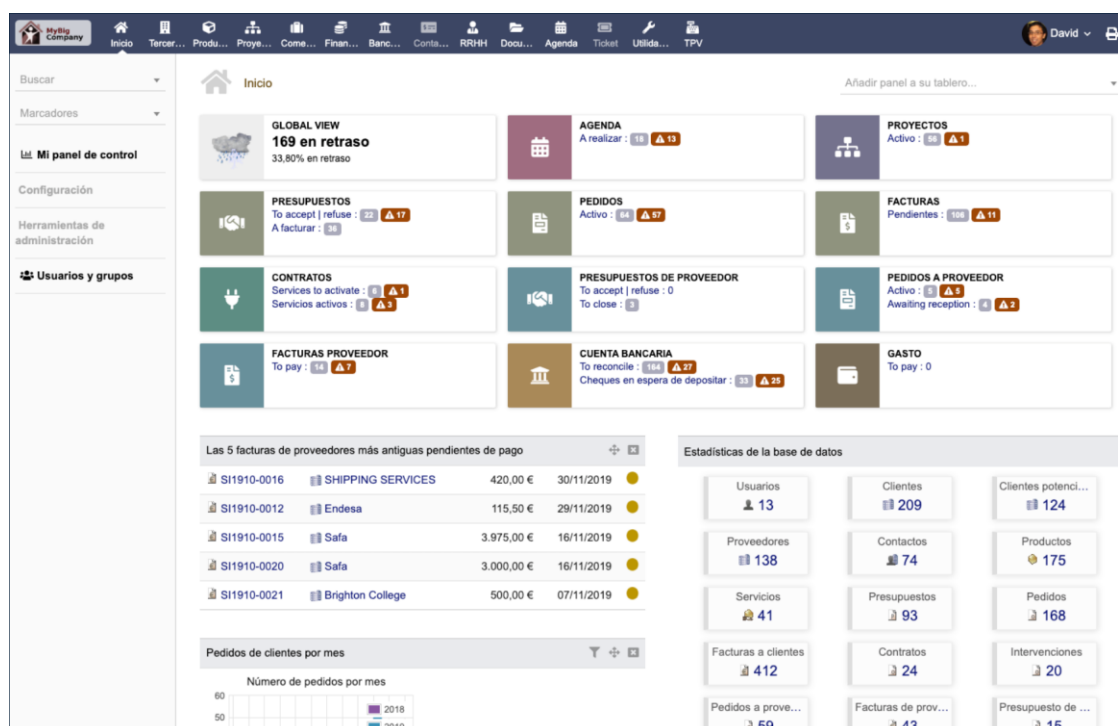 MyBig
Company
Inicio
Tercer...
Produ...
Proye...
Come...
Finan...
Banc...
Conta...
RRHH
Docu...
Agenda
Ticket
Utilida...
TPV
David
Buscar
Marcadores
Mi panel de control
Configuración
Herramientas de
administración
Usuarios y grupos
Inicio
Añadir panel a su tablero...
GLOBAL VIEW
169 en retraso
33,80% en retraso
AGENDA
A realizar : 18 13
PROYECTOS
Activo : 56 1
PRESUPUESTOS
To accept | refuse : 22 17
A facturar : 36
PEDIDOS
Activo : 64 57
FACTURAS
Pendientes : 106 11
CONTRATOS
Services to activate : 6 1
Servicios activos : 8 3
PRESUPUESTOS DE PROVEEDOR
To accept | refuse : 0
To close : 3
PEDIDOS A PROVEEDOR
Activo : 5 5
Awaiting reception : 4 2
FACTURAS PROVEEDOR
To pay : 14 7
CUENTA BANCARIA
To reconcile : 164 27
Cheques en espera de depositar : 33 25
GASTO
To pay : 0
Las 5 facturas de proveedores más antiguas pendientes de pago
SI1910-0016 SHIPPING SERVICES 420,00 € 30/11/2019
SI1910-0012 Endesa 115,50 € 29/11/2019
SI1910-0015 Safa 3.975,00 € 16/11/2019
SI1910-0020 Safa 3.000,00 € 16/11/2019
SI1910-0021 Brighton College 500,00 € 07/11/2019
Pedidos de clientes por mes
Número de pedidos por mes
60
50
2018
2019
Estadísticas de la base de datos
Usuarios
13
Clientes
209
Clientes potenci...
124
Proveedores
138
Contactos
74
Productos
175
Servicios
41
Presupuestos
93
Pedidos
168
Facturas a clientes
412
Contratos
24
Intervenciones
20
Pedidos a prove...
59
Facturas de prov...
43
Presupuesto de ...
15